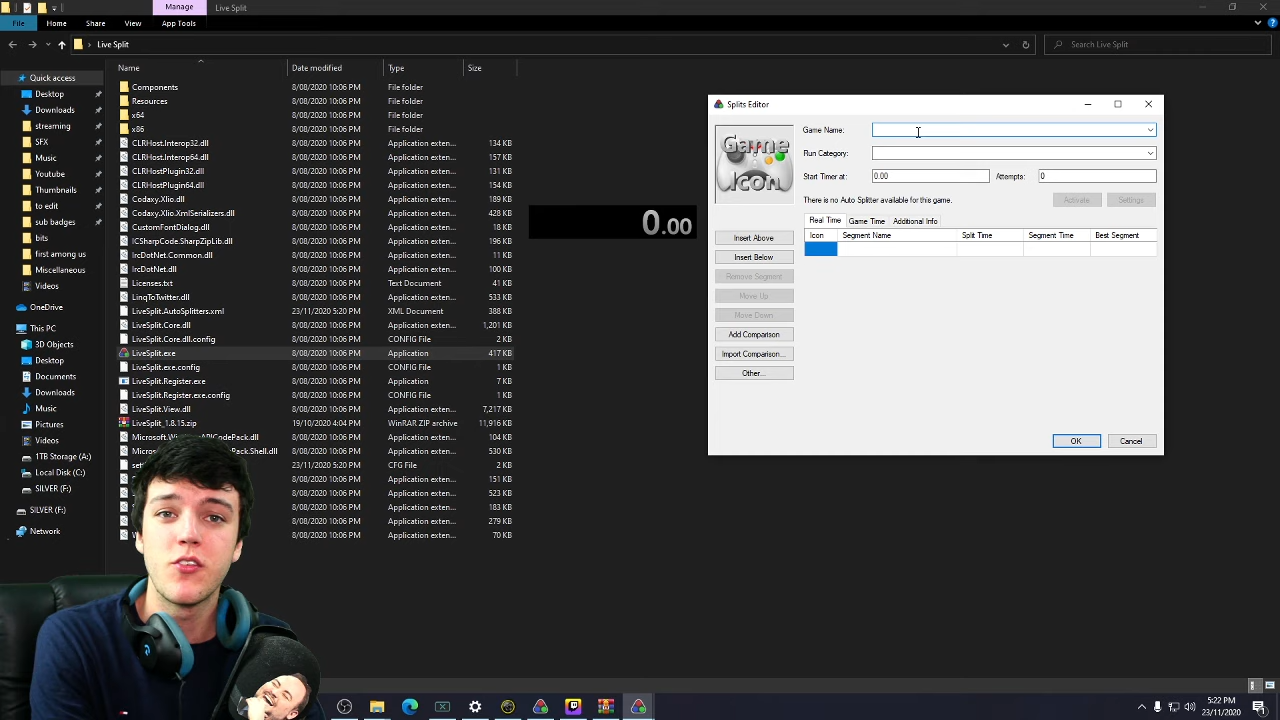 Manage
Live Split
File
Home
Share
View
App Tools
Live Split
Search Live Split
Name
Date modified
Type
Size
Quick access
Desktop
Downloads
streaming
SFX
Music
Youtube
Thumbnails
to edit
sub badges
bits
first among us
Miscellaneous
Videos
OneDrive
This PC
3D Objects
Desktop
Documents
Downloads
Music
Pictures
Videos
1TB Storage (A:)
Local Disk (C:)
SILVER (F:)
SILVER (F:)
Network
Components 8/08/2020 10:06 PM File folder
Resources 8/08/2020 10:06 PM File folder
x64 8/08/2020 10:06 PM File folder
x86 8/08/2020 10:06 PM File folder
CLRHost.Interop32.dll 8/08/2020 10:06 PM Application exten... 134 KB
CLRHost.Interop64.dll 8/08/2020 10:06 PM Application exten... 157 KB
CLRHostPlugin32.dll 8/08/2020 10:06 PM Application exten... 131 KB
CLRHostPlugin64.dll 8/08/2020 10:06 PM Application exten... 154 KB
Codaxy.Xlio.dll 8/08/2020 10:06 PM Application exten... 189 KB
Codaxy.Xlio.XmlSerializers.dll 8/08/2020 10:06 PM Application exten... 428 KB
CustomFontDialog.dll 8/08/2020 10:06 PM Application exten... 18 KB
ICSharpCode.SharpZipLib.dll 8/08/2020 10:06 PM Application exten... 196 KB
IrcDotNet.dll 8/08/2020 10:06 PM Application exten... 11 KB
IrcDotNet.dll 8/08/2020 10:06 PM Application exten... 100 KB
Licenses.txt 8/08/2020 10:06 PM Text Document 41 KB
LinqToTwitter.dll 8/08/2020 10:06 PM Application exten... 533 KB
LiveSplit.AutoSplitters.xml 23/11/2020 5:20 PM XML Document 388 KB
LiveSplit.Core.dll 8/08/2020 10:06 PM Application exten... 1,201 KB
LiveSplit.Core.dll.config 8/08/2020 10:06 PM CONFIG File 2 KB
LiveSplit.exe 8/08/2020 10:06 PM Application 417 KB
LiveSplit.exe.config 8/08/2020 10:06 PM CONFIG File 1 KB
LiveSplit.Register.exe 8/08/2020 10:06 PM Application 7 KB
LiveSplit.Register.exe.config 8/08/2020 10:06 PM CONFIG File 1 KB
LiveSplit.View.dll 8/08/2020 10:06 PM Application exten... 7,217 KB
LiveSplit_1.8.15.zip 19/10/2020 4:04 PM WinRAR ZIP archive 11,916 KB
8/08/2020 10:06 PM Application exten... 104 KB
8/08/2020 10:06 PM Application exten... 530 KB
23/11/2020 5:20 PM CFG File 2 KB
8/08/2020 10:06 PM Application exten... 151 KB
8/08/2020 10:06 PM Application exten... 523 KB
8/08/2020 10:06 PM Application exten... 183 KB
8/08/2020 10:06 PM Application exten... 21 KB
8/08/2020 10:06 PM Application exten... 70 KB
0.00
Splits Editor
Game
Icon
Game Name:
Run Category:
Start Timer at: 0.00 Attempts: 0
There is no Auto Splitter available for this game.
Activate
Settings
Real Time
Game Time
Additional Info
Icon
Segment Name
Split Time
Segment Time
Best Segment
Insert Above
Insert Below
Remove Segment
Move Up
Move Down
Add Comparison
Import Comparison...
Other...
OK
Cancel
5:22 PM
23/11/2020